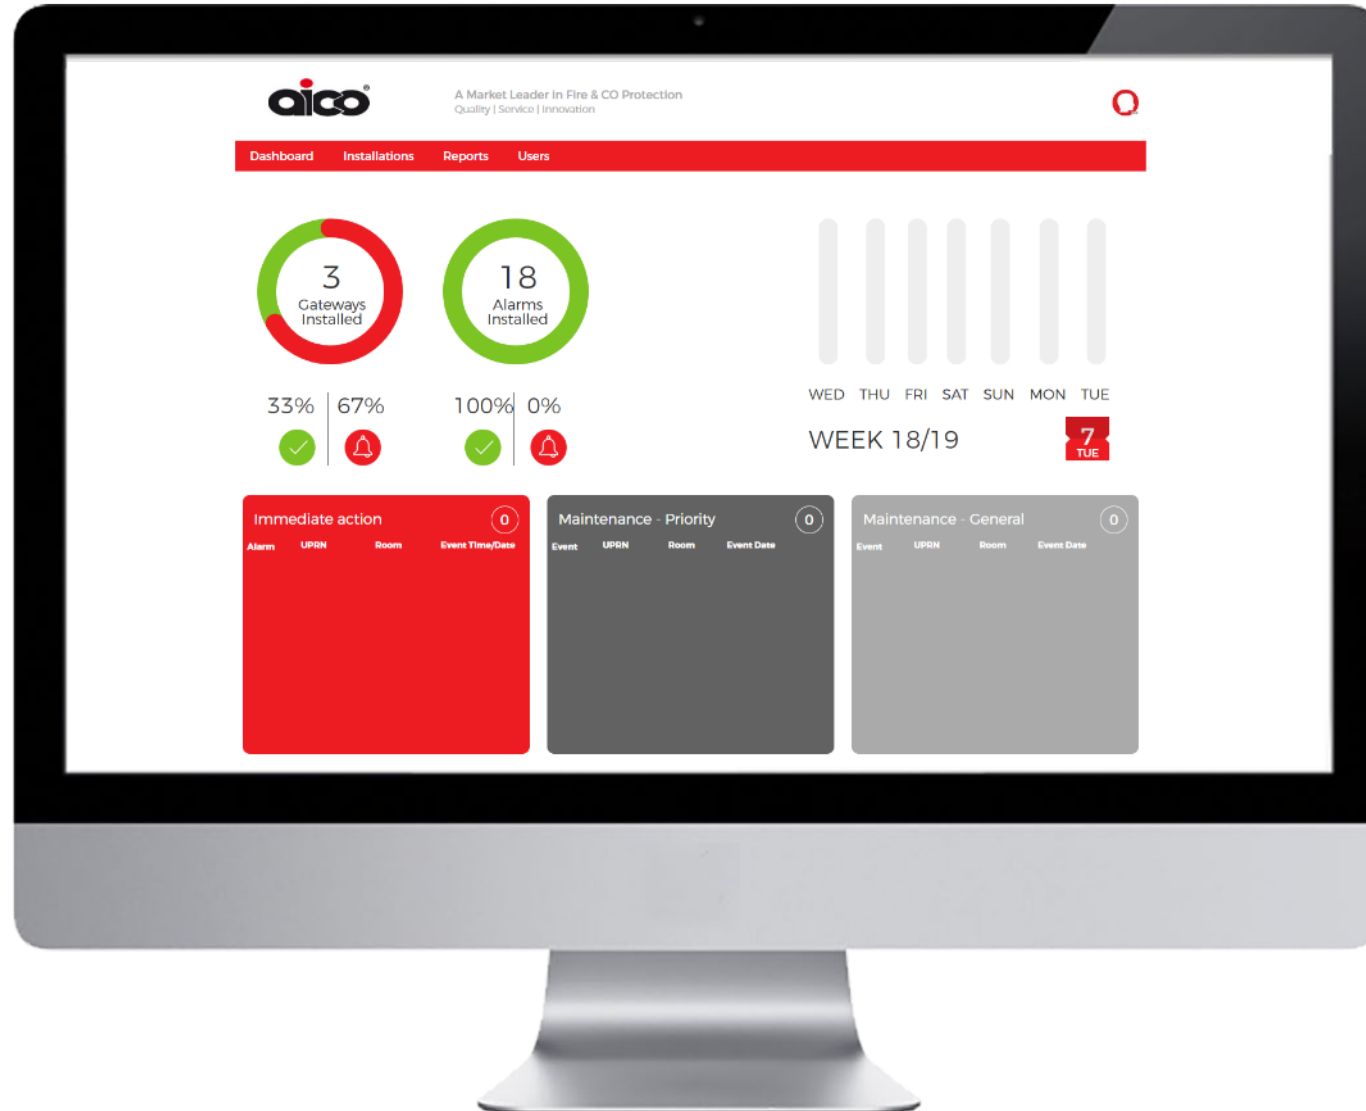 aico®
A Market Leader in Fire & CO Protection
Quality | Service | Innovation
Dashboard Installations Reports Users
3
Gateways
Installed
18
Alarms
Installed
33% 67%
100% 0%
WED THU FRI SAT SUN MON TUE
WEEK 18/19
7
TUE
Immediate action 0
Alarm UPRN Room Event Time/Date
Maintenance - Priority 0
Event UPRN Room Event Date
Maintenance - General 0
Event UPRN Room Event Date